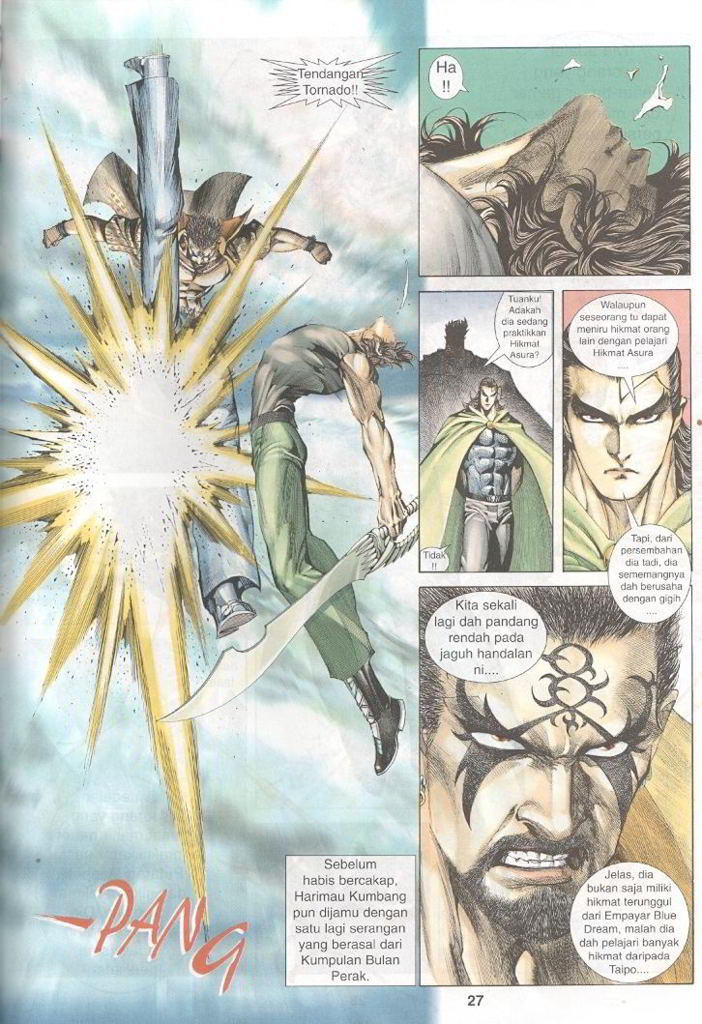 Tendangan
Tornado!!
Ha
!!
Tuanku!
Adakah
dia sedang
praktikkan
Hikmat
Asura?
Tidak
!!
Walaupun
seseorang tu dapat
meniru hikmat orang
lain dengan pelajari
Hikmat Asura
....
Tapi, dari
persembahan
dia tadi, dia
sememangnya
dah berusaha
dengan gigih
....
Kita sekali
lagi dah pandang
rendah pada
jaguh handalan
ni....
Jelas, dia
bukan saja miliki
hikmat terunggul
dari Empayar Blue
Dream, malah dia
dah pelajari banyak
hikmat daripada
Taipo....
Sebelum
habis bercakap,
Harimau Kumbang
pun dijamu dengan
satu lagi serangan
yang berasal dari
Kumpulan Bulan
Perak.
PANG
27